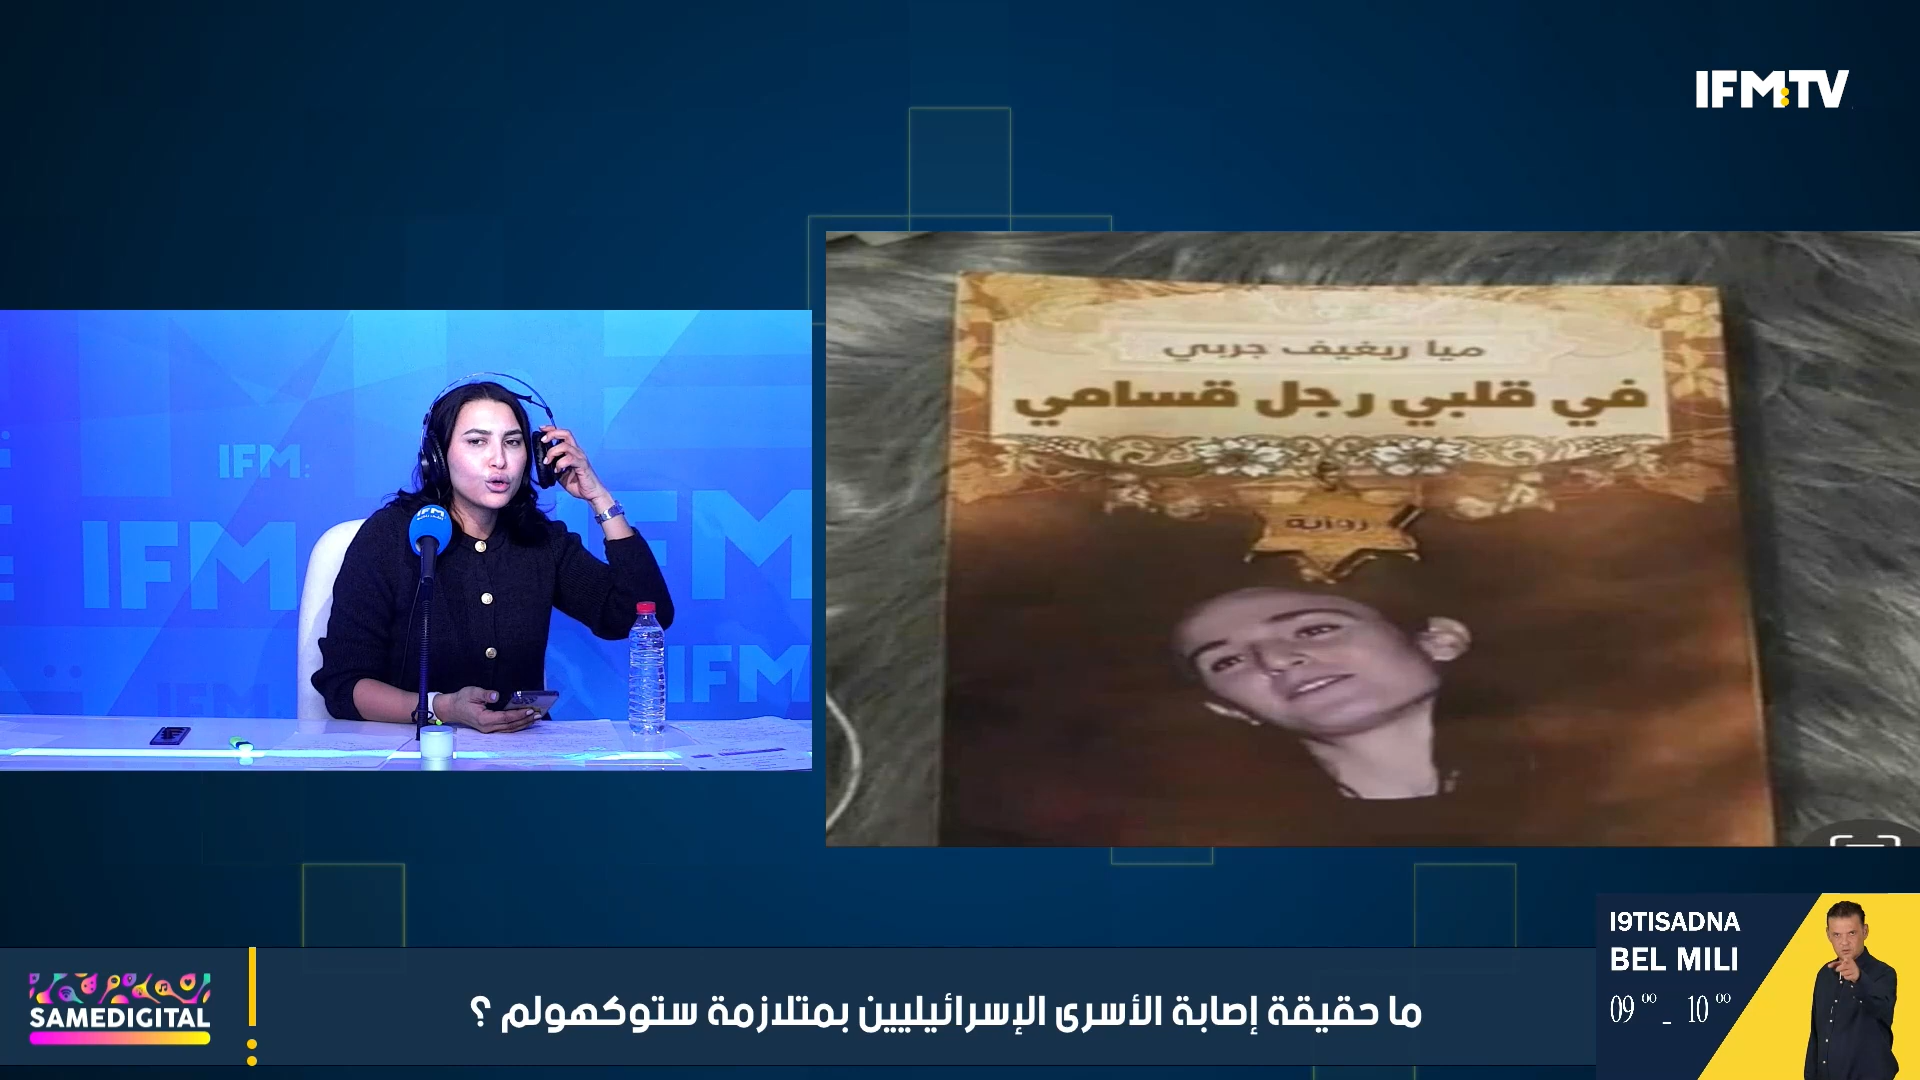 IFM:TV
ميا ريغيف جربي
في قلبي رجل قسامي
رواية
IFM:
IFM
IFM
IFM
IFM
I9TISADNA
BEL MILI
09 00 _ 10 00
ما حقيقة إصابة الأسرى الإسرائيليين بمتلازمة ستوكهولم ؟
SAMEDIGITAL